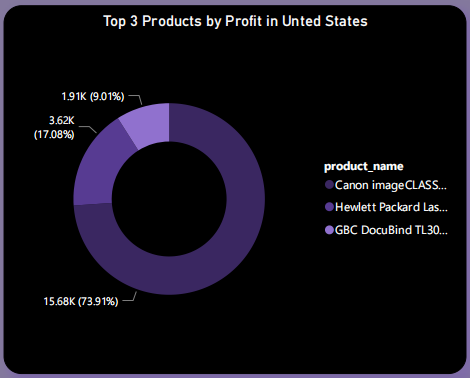 Top 3 Products by Profit in Unted States
1.91K (9.01%)
3.62K
(17.08%)
product_name
Canon imageCLASS...
Hewlett Packard Las...
GBC DocuBind TL30...
15.68K (73.91%)